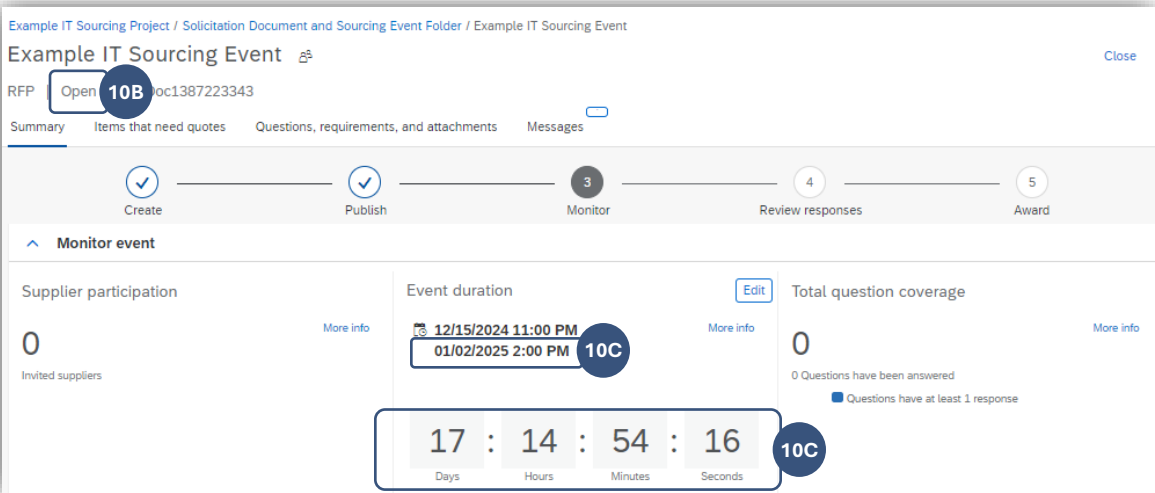 Example IT Sourcing Project / Solicitation Document and Sourcing Event Folder / Example IT Sourcing Event
Example IT Sourcing Event
Close
RFP | Open 10B oc1387223343
Summary Items that need quotes Questions, requirements, and attachments Messages
3 4 5
Create Publish Monitor Review responses Award
Monitor event
Supplier participation
More info
0
Invited suppliers
Event duration Edit
12/15/2024 11:00 PM More info
01/02/2025 2:00 PM 10C
17 : 14 : 54 : 16 10C
Days Hours Minutes Seconds
Total question coverage
More info
0
0 Questions have been answered
Questions have at least 1 response